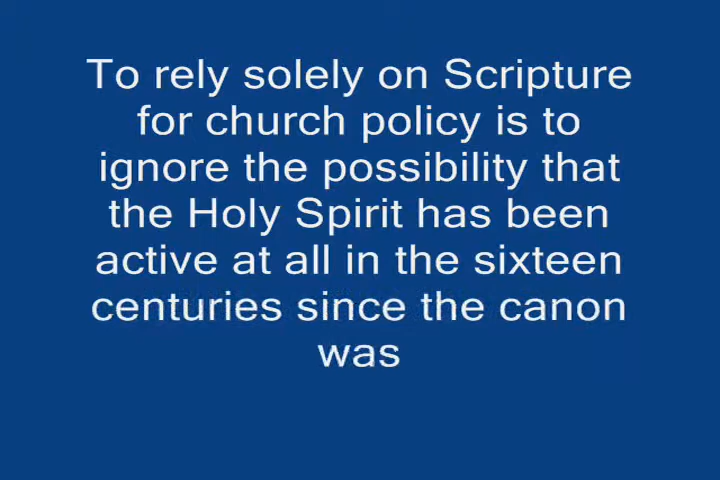 To rely solely on Scripture
for church policy is to
ignore the possibility that
the Holy Spirit has been
active at all in the sixteen
centuries since the canon
was